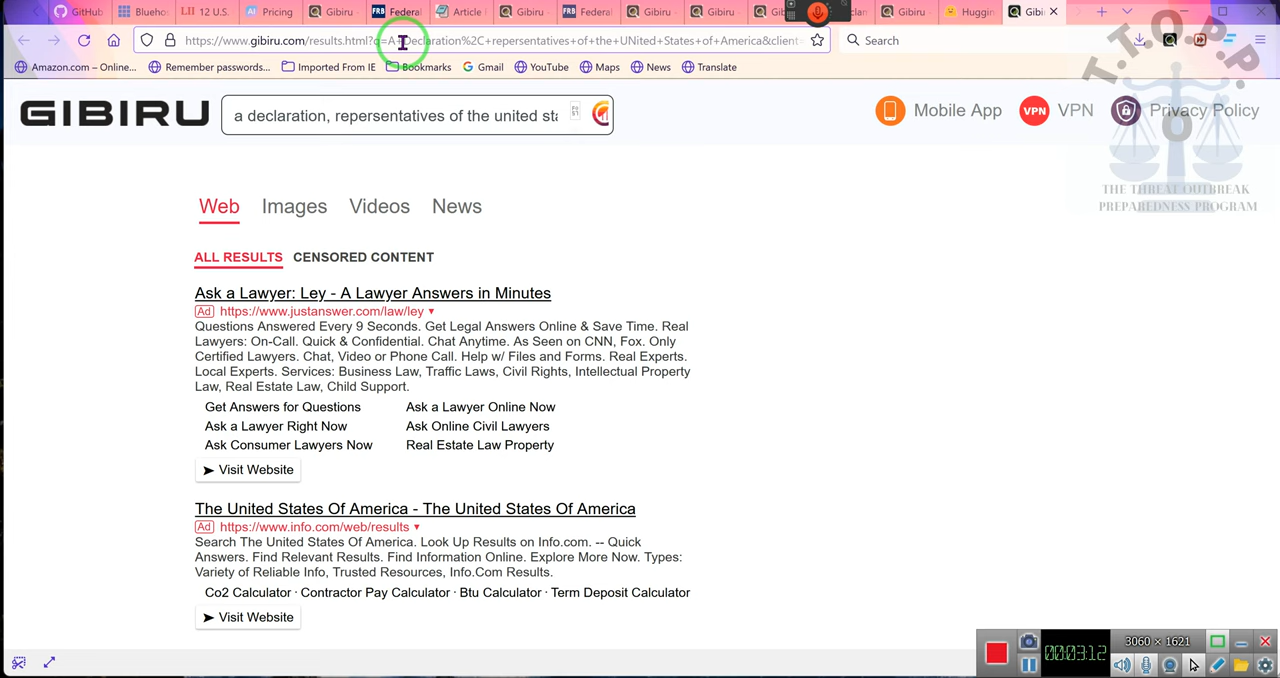 GitHub
Blueho
LII 12 U.S.
AI Pricing
Gibiru
FRB Federal
Article
Gibiru
FRB Federal
Gibiru
Gibiru
Gibiru
Huggin
Gibi
https://www.gibiru.com/results.html?q=A+Declaration%2C+representatives+of+the+UNited+States+of+America&client=
Search
Amazon.com – Online...
Remember passwords...
Imported From IE
Bookmarks
Gmail
YouTube
Maps
News
Translate
T.O.P.P.
O
GIBIRU
a declaration, repersentatives of the united sta
Mobile App
VPN VPN
Privacy Policy
THE THREAT OUTBREAK
PREPAREDNESS PROGRAM
Web Images Videos News
ALL RESULTS CENSORED CONTENT
Ask a Lawyer: Ley - A Lawyer Answers in Minutes
Ad https://www.justanswer.com/law/ley
Questions Answered Every 9 Seconds. Get Legal Answers Online & Save Time. Real
Lawyers: On-Call. Quick & Confidential. Chat Anytime. As Seen on CNN, Fox. Only
Certified Lawyers. Chat, Video or Phone Call. Help w/ Files and Forms. Real Experts.
Local Experts. Services: Business Law, Traffic Laws, Civil Rights, Intellectual Property
Law, Real Estate Law, Child Support.
Get Answers for Questions Ask a Lawyer Online Now
Ask a Lawyer Right Now Ask Online Civil Lawyers
Ask Consumer Lawyers Now Real Estate Law Property
➤ Visit Website
The United States Of America - The United States Of America
Ad https://www.info.com/web/results
Search The United States Of America. Look Up Results on Info.com. -- Quick
Answers. Find Relevant Results. Find Information Online. Explore More Now. Types:
Variety of Reliable Info, Trusted Resources, Info.Com Results.
Co2 Calculator · Contractor Pay Calculator · Btu Calculator · Term Deposit Calculator
➤ Visit Website
00:03:12
3060 × 1621